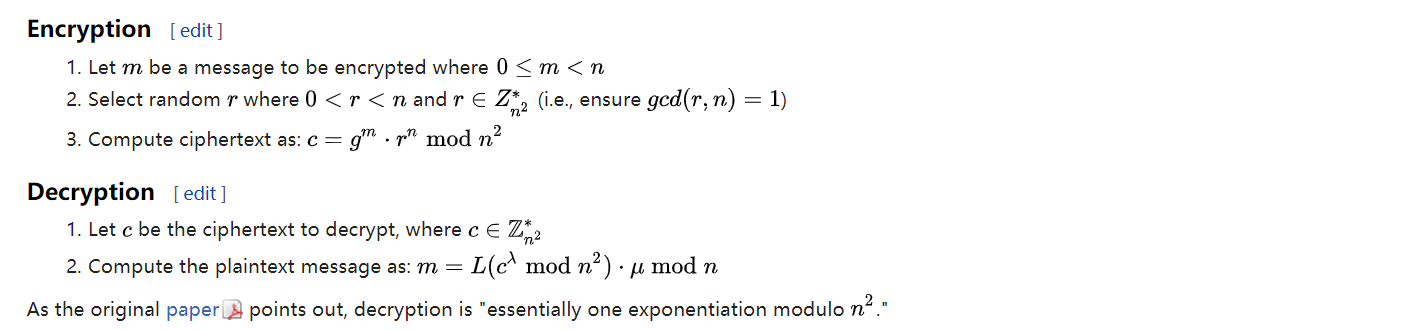 Encryption [ edit ]
1. Let m be a message to be encrypted where 0 ≤ m < n
2. Select random r where 0 < r < n and r ∈ Z*ₙ² (i.e., ensure gcd(r, n) = 1)
3. Compute ciphertext as: c = gᵐ · rⁿ mod n²
Decryption [ edit ]
1. Let c be the ciphertext to decrypt, where c ∈ ℤ*ₙ²
2. Compute the plaintext message as: m = L(c^λ mod n²) · μ mod n
As the original paper points out, decryption is "essentially one exponentiation modulo n²."